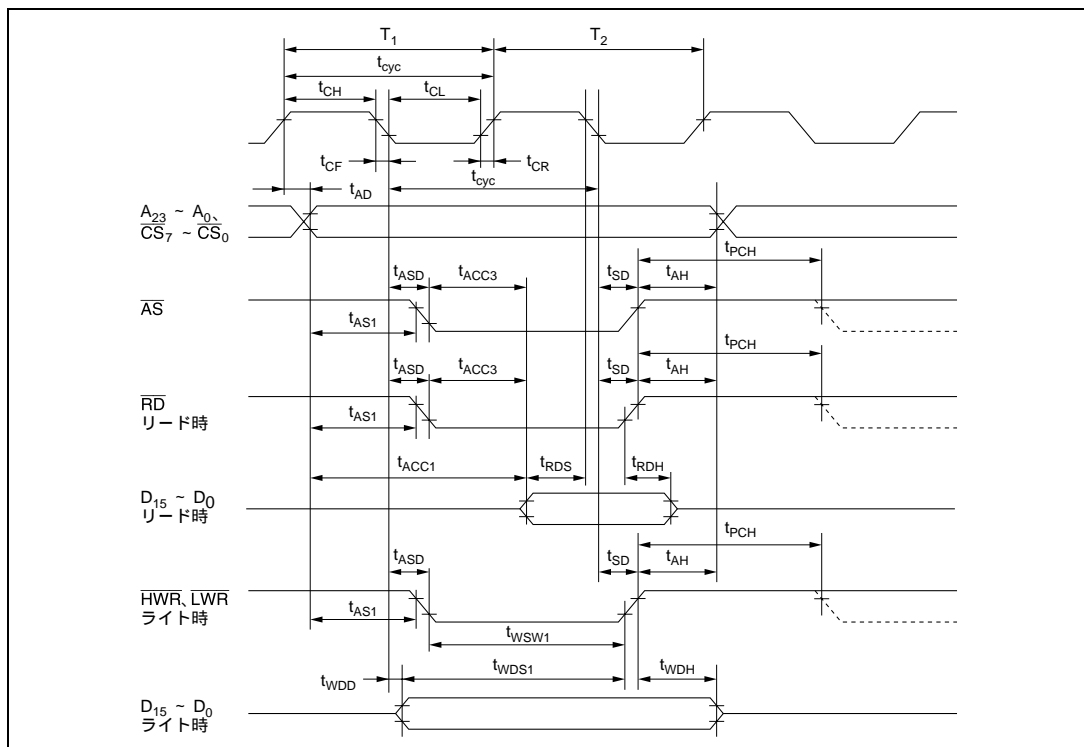 T1 T2
tcyc
tCH tCL
tCF tCR
tcyc
tAD
A23 ~ A0、
CS7 ~ CS0
tPCH
tASD tACC3 tSD tAH
AS
tAS1
tPCH
tASD tACC3 tSD tAH
RD
リード時
tAS1
tACC1 tRDS tRDH
D15 ~ D0
リード時
tPCH
tASD tSD tAH
HWR、LWR
ライト時
tAS1
tWSW1
tWDD tWDS1 tWDH
D15 ~ D0
ライト時